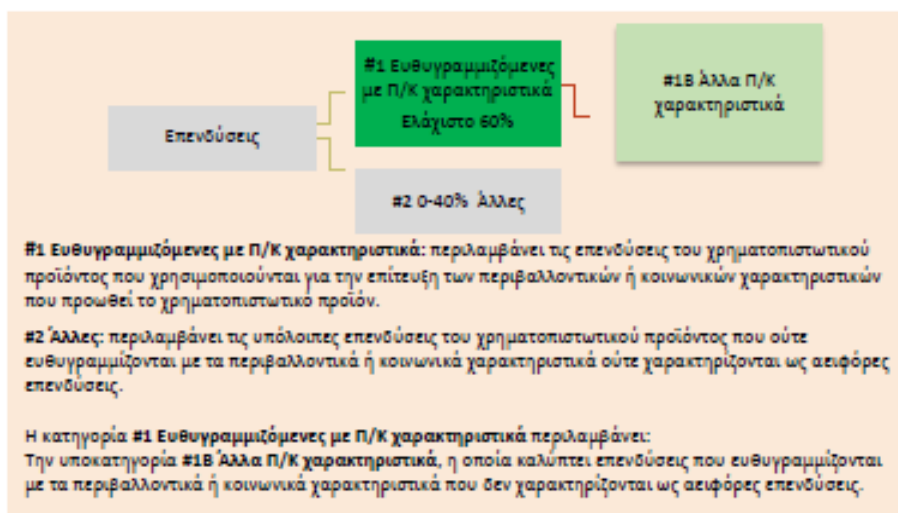 #1 Ευθυγραμμιζόμενες
με Π/Κ χαρακτηριστικά
Ελάχιστο 60%
#1B Άλλα Π/Κ
χαρακτηριστικά
Επενδύσεις
#2 0-40% Άλλες
#1 Ευθυγραμμιζόμενες με Π/Κ χαρακτηριστικά: περιλαμβάνει τις επενδύσεις του χρηματοπιστωτικού
προϊόντος που χρησιμοποιούνται για την επίτευξη των περιβαλλοντικών ή κοινωνικών χαρακτηριστικών
που προωθεί το χρηματοπιστωτικό προϊόν.
#2 Άλλες: περιλαμβάνει τις υπόλοιπες επενδύσεις του χρηματοπιστωτικού προϊόντος που ούτε
ευθυγραμμίζονται με τα περιβαλλοντικά ή κοινωνικά χαρακτηριστικά ούτε χαρακτηρίζονται ως αειφόρες
επενδύσεις.
Η κατηγορία #1 Ευθυγραμμιζόμενες με Π/Κ χαρακτηριστικά περιλαμβάνει:
Την υποκατηγορία #1B Άλλα Π/Κ χαρακτηριστικά, η οποία καλύπτει επενδύσεις που ευθυγραμμίζονται
με τα περιβαλλοντικά ή κοινωνικά χαρακτηριστικά που δεν χαρακτηρίζονται ως αειφόρες επενδύσεις.